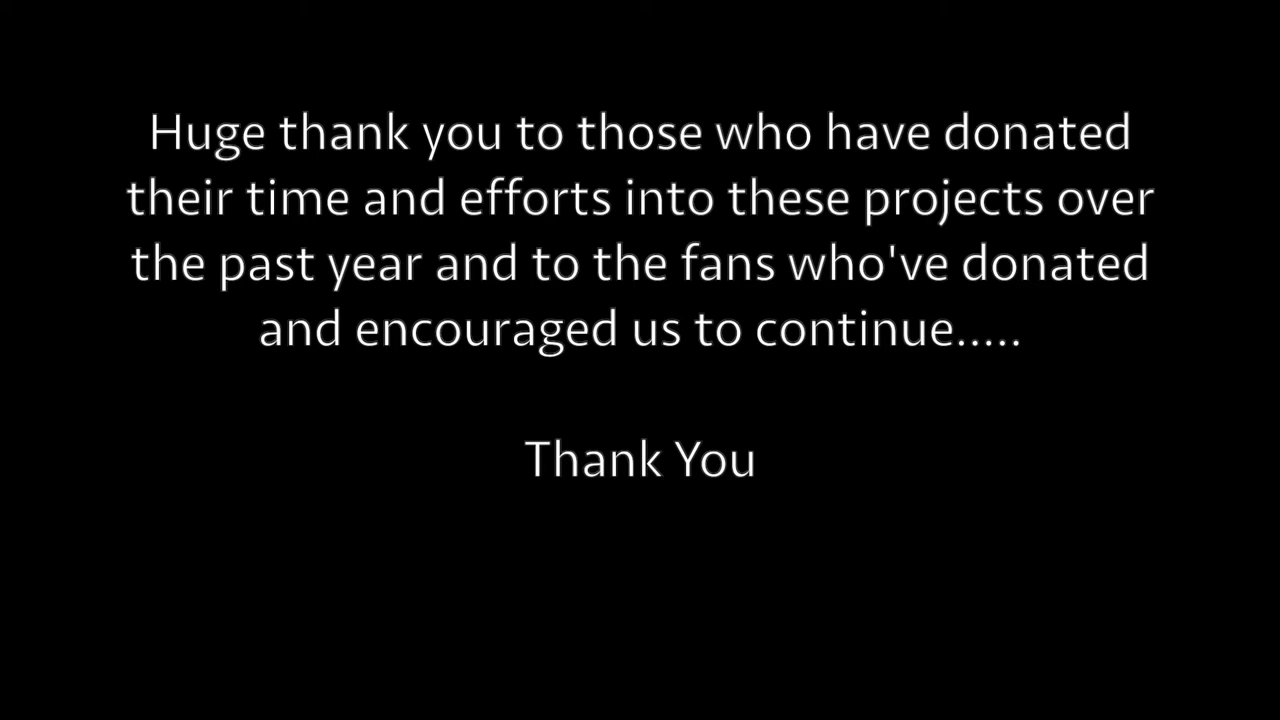 Huge thank you to those who have donated
their time and efforts into these projects over
the past year and to the fans who've donated
and encouraged us to continue.....
Thank You